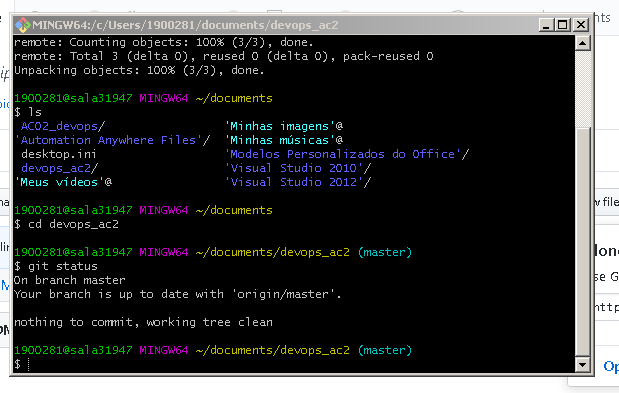 MINGW64:/c/Users/1900281/documents/devops_ac2
remote: Counting objects: 100% (3/3), done.
remote: Total 3 (delta 0), reused 0 (delta 0), pack-reused 0
Unpacking objects: 100% (3/3), done.
1900281@sala31947 MINGW64 ~/documents
$ ls
AC02_devops/ 'Minhas imagens'@
'Automation Anywhere Files'/ 'Minhas músicas'@
desktop.ini 'Modelos Personalizados do Office'/
devops_ac2/ 'Visual Studio 2010'/
'Meus vídeos'@ 'Visual Studio 2012'/
1900281@sala31947 MINGW64 ~/documents
$ cd devops_ac2
1900281@sala31947 MINGW64 ~/documents/devops_ac2 (master)
$ git status
On branch master
Your branch is up to date with 'origin/master'.
nothing to commit, working tree clean
1900281@sala31947 MINGW64 ~/documents/devops_ac2 (master)
$